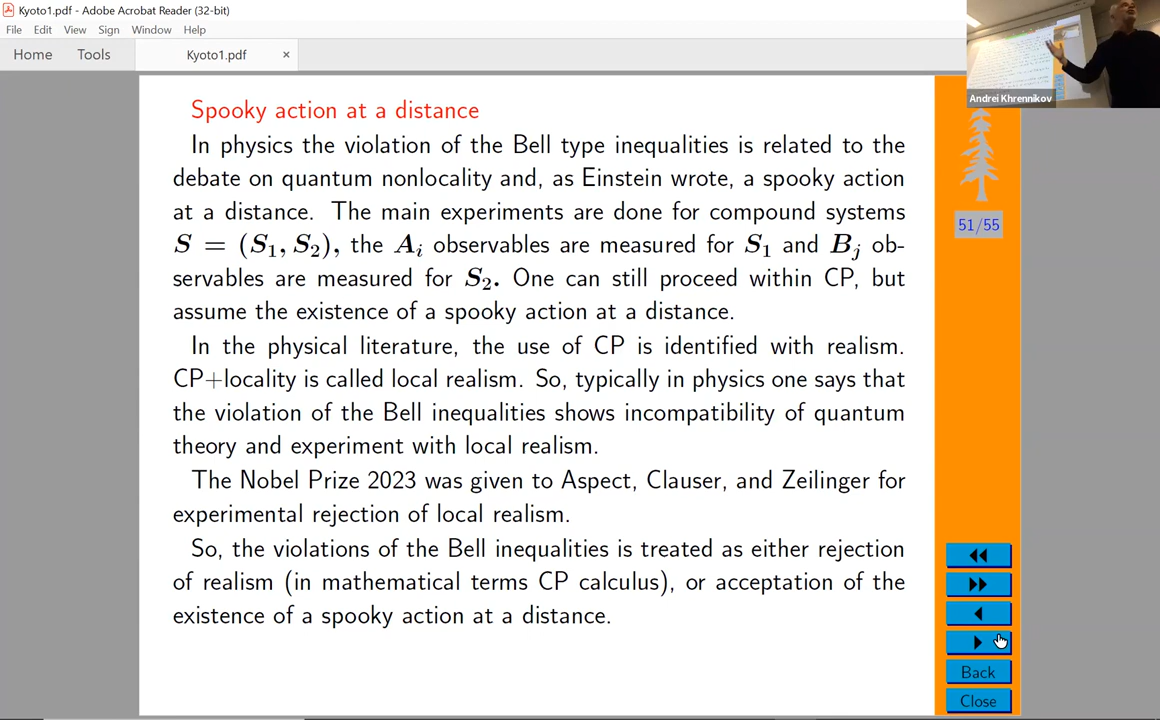 Kyoto1.pdf - Adobe Acrobat Reader (32-bit)
File Edit View Sign Window Help
Home Tools Kyoto1.pdf ×
Andrei Khrennikov
Spooky action at a distance
In physics the violation of the Bell type inequalities is related to the
debate on quantum nonlocality and, as Einstein wrote, a spooky action
at a distance. The main experiments are done for compound systems
S = (S₁, S₂), the Aᵢ observables are measured for S₁ and Bⱼ ob-
servables are measured for S₂. One can still proceed within CP, but
assume the existence of a spooky action at a distance.
In the physical literature, the use of CP is identified with realism.
CP+locality is called local realism. So, typically in physics one says that
the violation of the Bell inequalities shows incompatibility of quantum
theory and experiment with local realism.
The Nobel Prize 2023 was given to Aspect, Clauser, and Zeilinger for
experimental rejection of local realism.
So, the violations of the Bell inequalities is treated as either rejection
of realism (in mathematical terms CP calculus), or acceptation of the
existence of a spooky action at a distance.
51/55
Back
Close